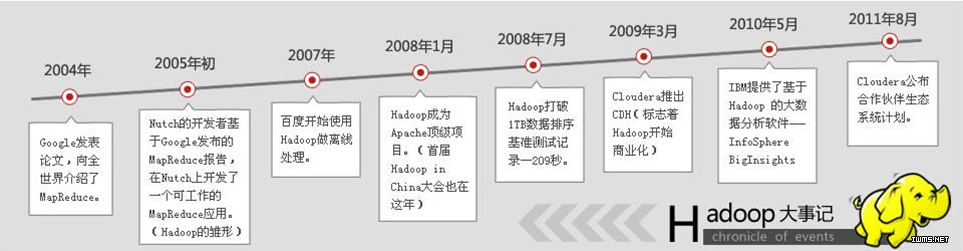 2004年
Google发表
论文，向全
世界介绍了
MapReduce。
2005年初
Nutch的开发者基
于Google发布的
MapReduce报告，
在Nutch上开发了
一个可工作的
MapReduce应用。
（Hadoop的雏形）
2007年
百度开始使用
Hadoop做离线
处理。
2008年1月
Hadoop成为
Apache顶级项
目。（首届
Hadoop in
China大会也在
这年）
2008年7月
Hadoop打破
1TB数据排序
基准测试记
录—209秒。
2009年3月
Cloudera推出
CDH（标志著
Hadoop开始
商业化）
2010年5月
IBM提供了基于
Hadoop 的大数
据分析软件——
InfoSphere
BigInsights
2011年8月
Cloudera公布
合作伙伴生态
系统计划。
Hadoop 大事记
chronicle of events
IWMS.NET